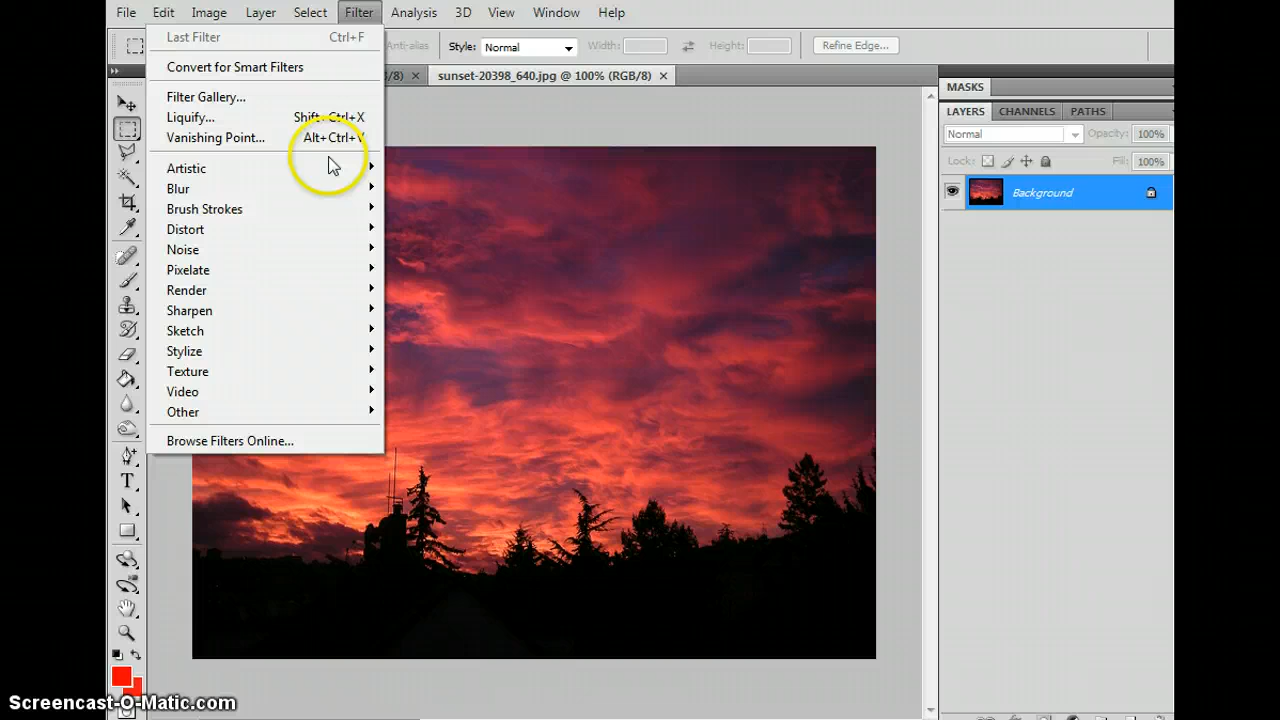 File Edit Image Layer Select Filter Analysis 3D View Window Help
Anti-alias Style: Normal Width: Height: Refine Edge...
/8) × sunset-20398_640.jpg @ 100% (RGB/8) ×
Last Filter Ctrl+F
Convert for Smart Filters
Filter Gallery...
Liquify... Shift+Ctrl+X
Vanishing Point... Alt+Ctrl+V
Artistic
Blur
Brush Strokes
Distort
Noise
Pixelate
Render
Sharpen
Sketch
Stylize
Texture
Video
Other
Browse Filters Online...
MASKS
LAYERS CHANNELS PATHS
Normal Opacity: 100%
Lock: Fill: 100%
Background
T
Screencast-O-Matic.com